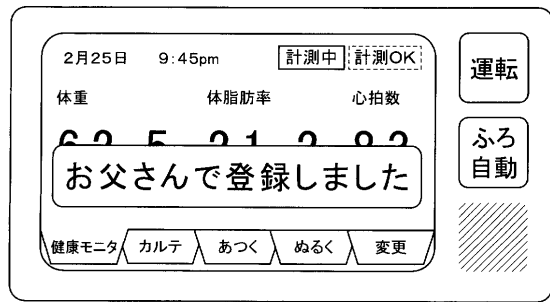 2月25日 9:45pm 計測中 計測OK
運転
体重 体脂肪率 心拍数
お父さんで登録しました
ふろ
自動
健康モニタ カルテ あつく ぬるく 変更